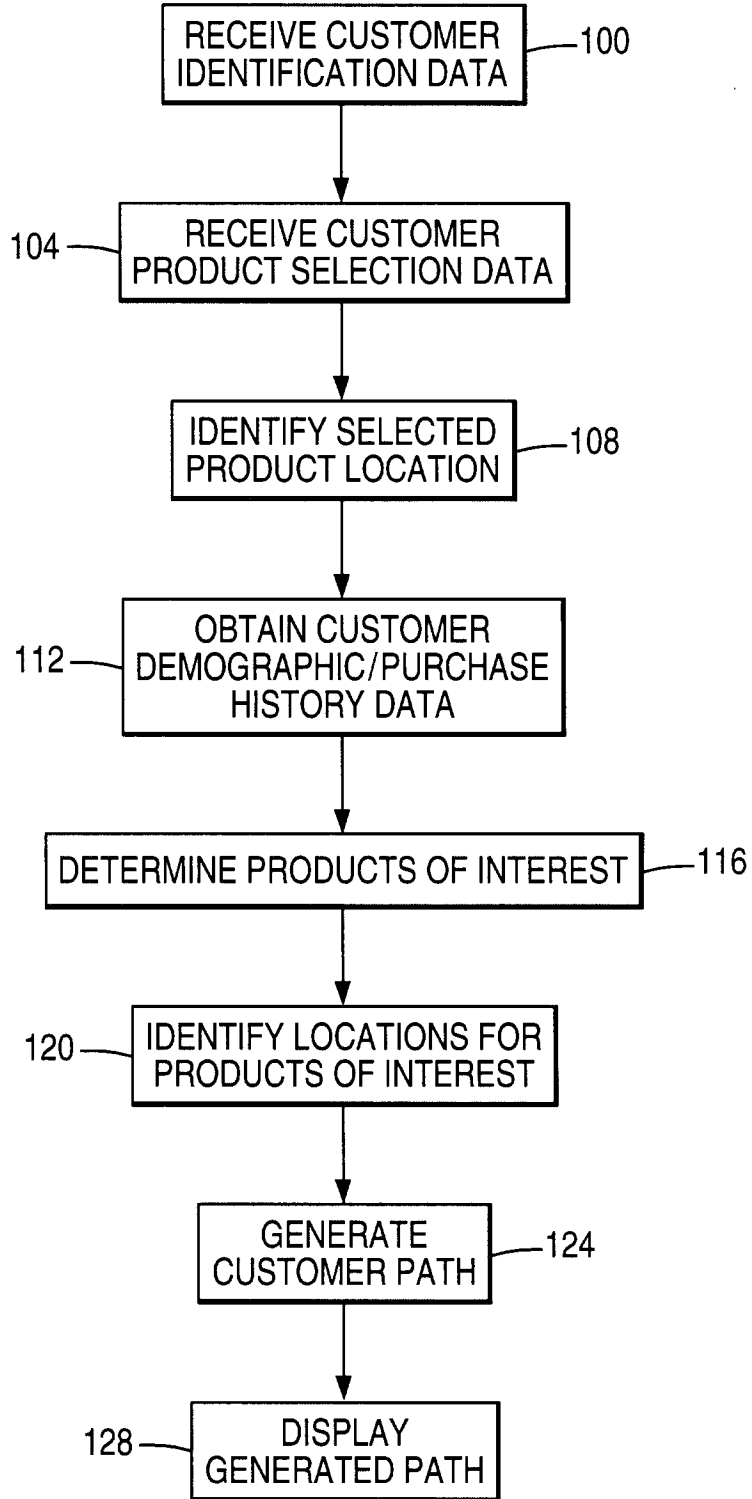 RECEIVE CUSTOMER
IDENTIFICATION DATA
100
104
RECEIVE CUSTOMER
PRODUCT SELECTION DATA
IDENTIFY SELECTED
PRODUCT LOCATION
108
112
OBTAIN CUSTOMER
DEMOGRAPHIC/PURCHASE
HISTORY DATA
DETERMINE PRODUCTS OF INTEREST
116
120
IDENTIFY LOCATIONS FOR
PRODUCTS OF INTEREST
GENERATE
CUSTOMER PATH
124
128
DISPLAY
GENERATED PATH